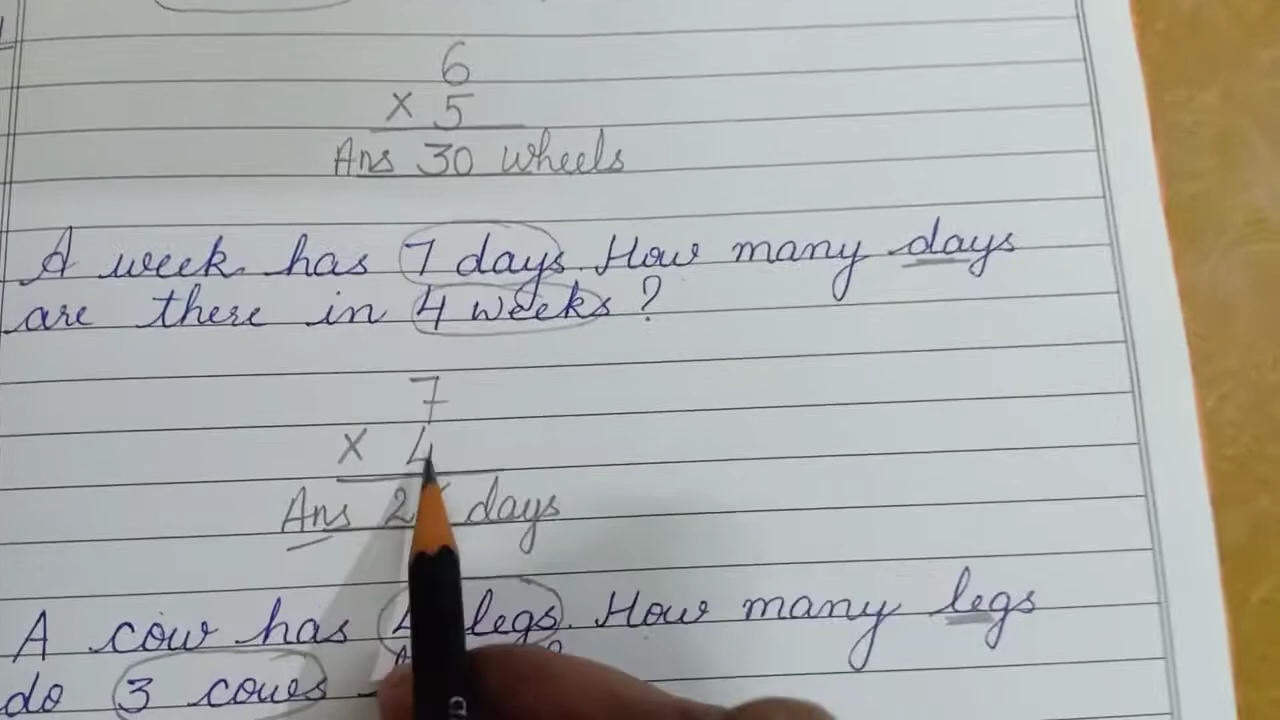 6
× 5
Ans 30 wheels
A week has 7 days. How many days
are there in 4 weeks ?
7
× 4
Ans 2 days
A cow has legs. How many legs
do 3 cows